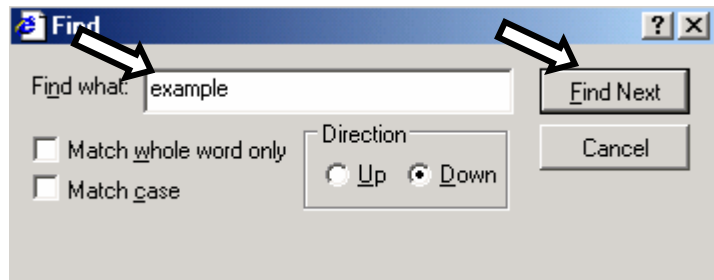 Find
? X
Find what: example
Find Next
Match whole word only
Match case
Direction
Up Down
Cancel